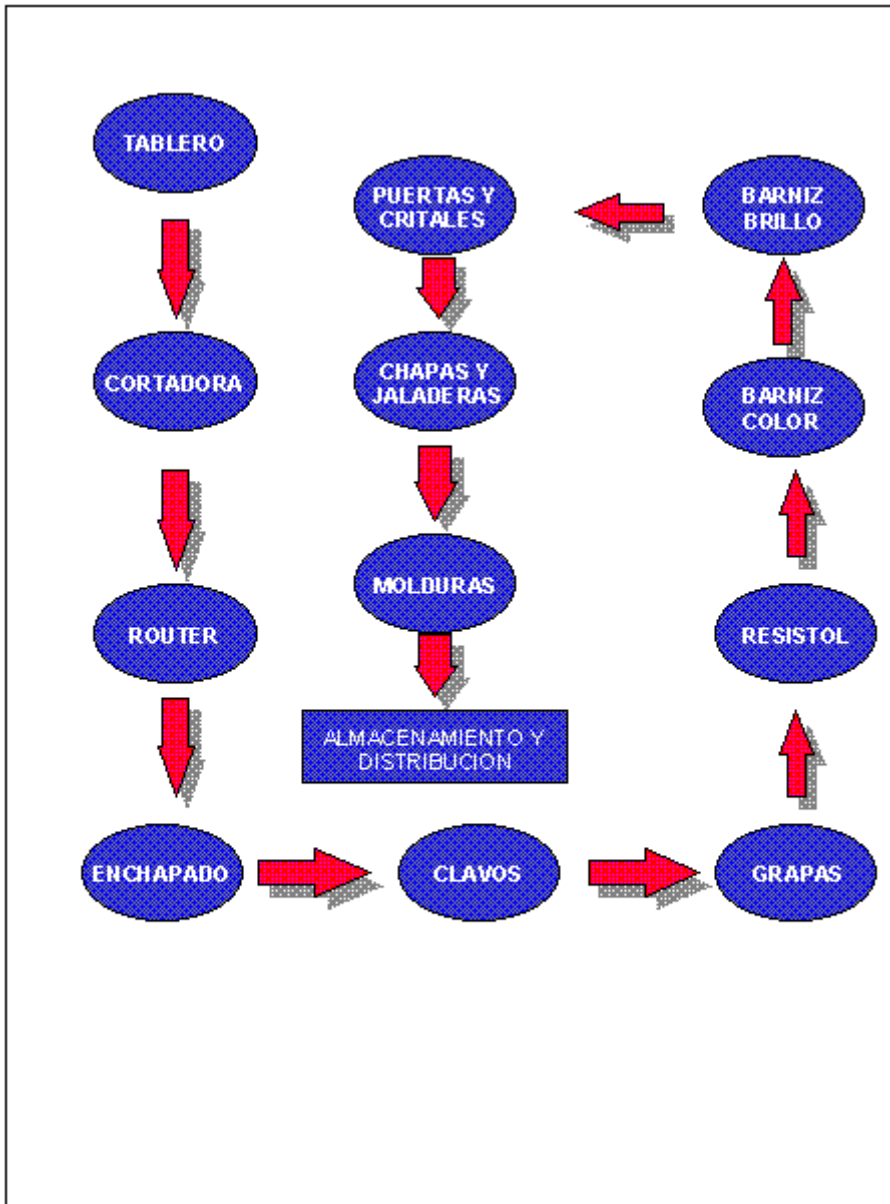 TABLERO
CORTADORA
ROUTER
ENCHAPADO
CLAVOS
GRAPAS
RESISTOL
BARNIZ
COLOR
BARNIZ
BRILLO
PUERTAS Y
CRITALES
CHAPAS Y
JALADERAS
MOLDURAS
ALMACENAMIENTO Y
DISTRIBUCION